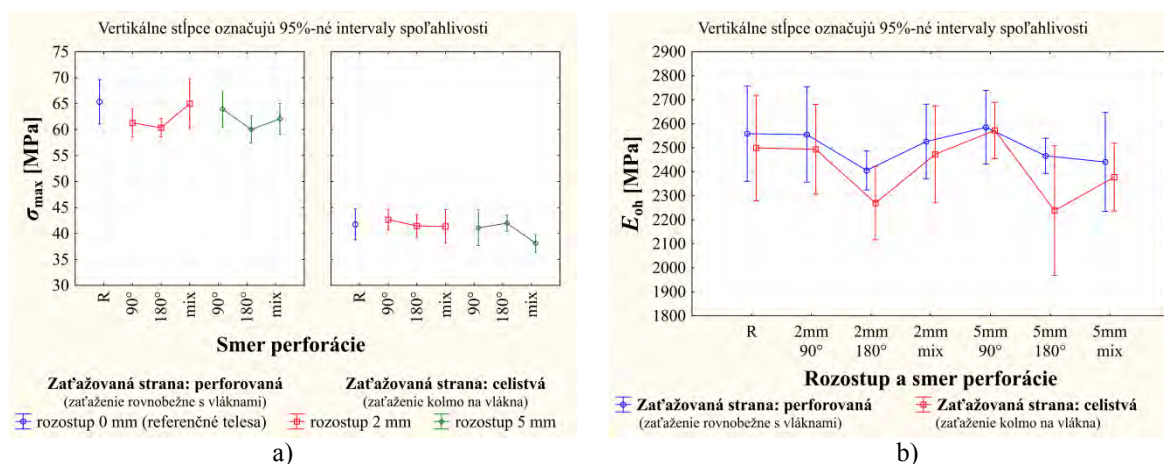 Vertikálne stĺpce označujú 95%-né intervaly spoľahlivosti
75
70
65
60
55
50
45
40
35
30
σmax [MPa]
R
90°
180°
mix
90°
180°
mix
R
90°
180°
mix
90°
180°
mix
Smer perforácie
Zaťažovaná strana: perforovaná
(zaťaženie rovnobežne s vláknami)
Zaťažovaná strana: celistvá
(zaťaženie kolmo na vlákna)
rozostup 0 mm (referenčné telesa)
rozostup 2 mm
rozostup 5 mm
a)
Vertikálne stĺpce označujú 95%-né intervaly spoľahlivosti
2900
2800
2700
2600
2500
2400
2300
2200
2100
2000
1900
1800
Eoh [MPa]
R
2mm
90°
2mm
180°
2mm
mix
5mm
90°
5mm
180°
5mm
mix
Rozostup a smer perforácie
Zaťažovaná strana: perforovaná
(zaťaženie rovnobežne s vláknami)
Zaťažovaná strana: celistvá
(zaťaženie kolmo na vlákna)
b)